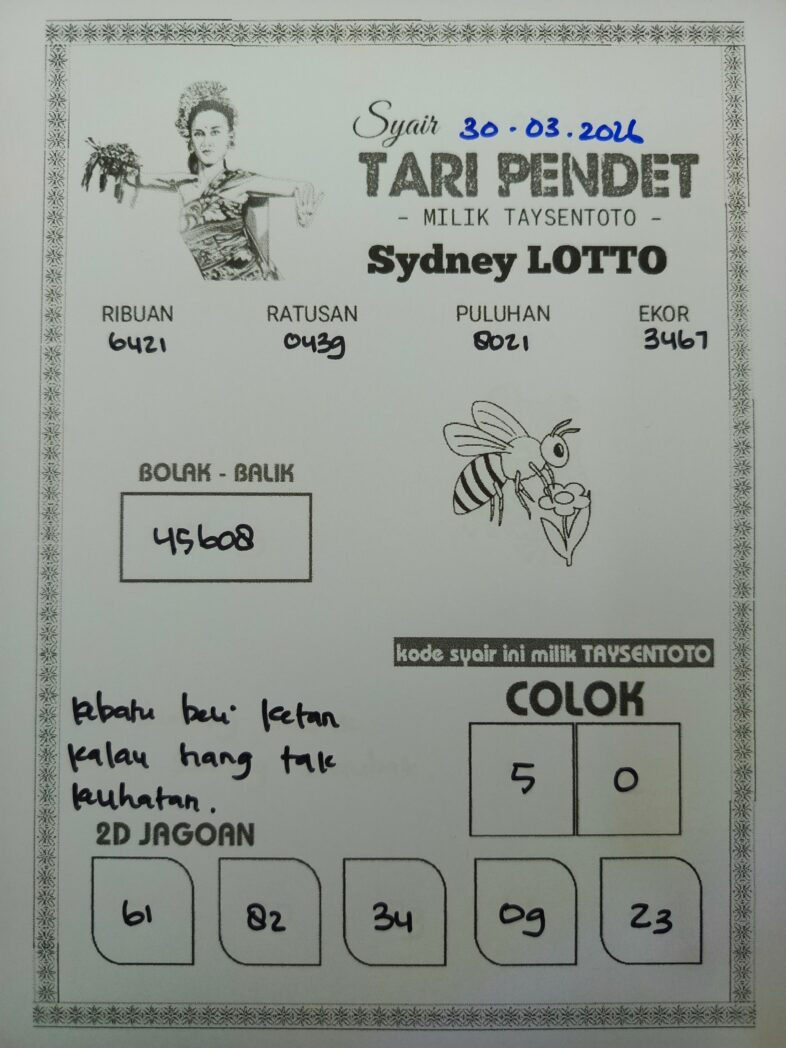 Syair 30-03.2026
TARI PENDET
- MILIK TAYSENTOTO -
Sydney LOTTO
RIBUAN RATUSAN PULUHAN EKOR
6421 0439 8021 3467
BOLAK - BALIK
45608
kode syair ini milik TAYSENTOTO
COLOK
5 0
kebatu beli ketan
kalau hang tak
kuhatan.
2D JAGOAN
61 82 34 09 23